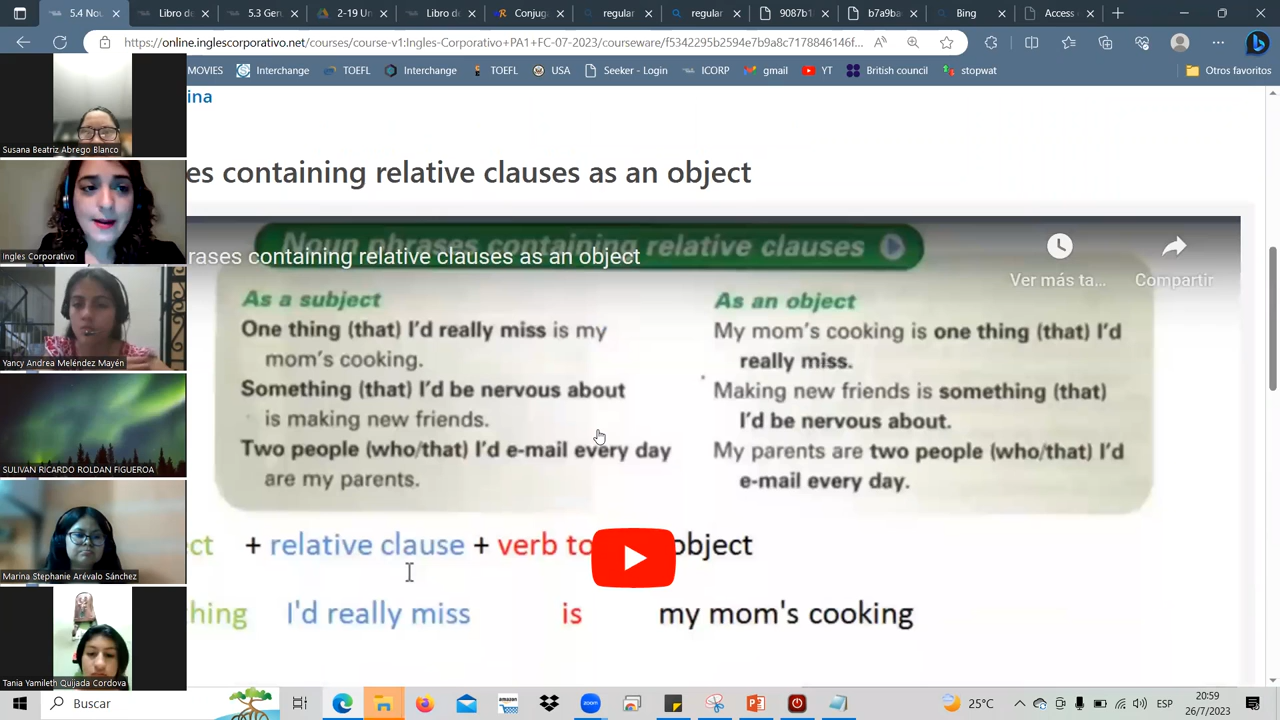 5.4 No
Libro de
5.3 Geru
2-19 Un
Libro de
Conjug
regular
regular
9087b1
b7a9ba
Bing
Access
https://online.inglescorporativo.net/courses/course-v1:Ingles-Corporativo+PA1+FC-07-2023/courseware/f5342295b2594e7b9a8c7178846146f...
MOVIES
Interchange
TOEFL
Interchange
TOEFL
USA
Seeker - Login
ICORP
gmail
YT
British council
stopwat
Otros favoritos
ina
es containing relative clauses as an object
Noun phrases containing relative clauses
rases containing relative clauses as an object
Ver más ta...
Compartir
As a subject
One thing (that) I'd really miss is my
mom's cooking.
Something (that) I'd be nervous about
is making new friends.
Two people (who/that) I'd e-mail every day
are my parents.
As an object
My mom's cooking is one thing (that) I'd
really miss.
Making new friends is something (that)
I'd be nervous about.
My parents are two people (who/that) I'd
e-mail every day.
ect + relative clause + verb to object
hing I'd really miss is my mom's cooking
Susana Beatriz Abrego Blanco
Ingles Corporativo
Yancy Andrea Meléndez Mayén
SULIVAN RICARDO ROLDAN FIGUEROA
Marina Stephanie Arévalo Sánchez
Tania Yamileth Quijada Cordova
Buscar
amazon
zoom
25°C
ESP
20:59
26/7/2023